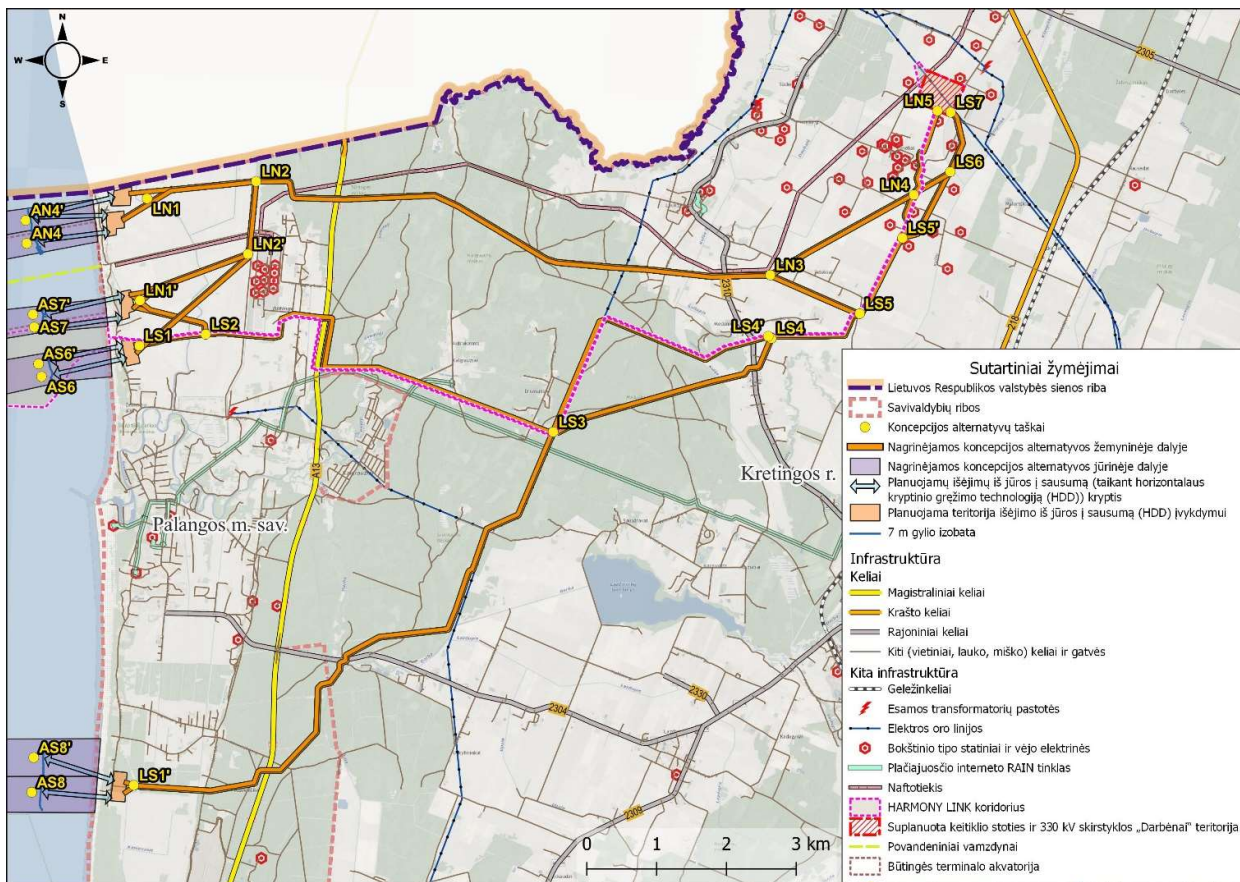 N
W
E
S
2305
LN5
LS7
LS6
LN4
LS5'
LN2
LN1
AN4'
AN4
LN2'
LN3
2310
LS5
218
LN1'
AS7'
AS7
LS1
LS2
LS4'
LS4
AS6'
AS6
LS3
A13
Kretingos r.
Palangos m. sav.
2304
2330
2309
AS8'
AS8
LS1'
0 1 2 3 km
Sutartiniai žymėjimai
Lietuvos Respublikos valstybės sienos riba
Savivaldybių ribos
Koncepcijos alternatyvų taškai
Nagrinėjamos koncepcijos alternatyvos žemyninėje dalyje
Nagrinėjamos koncepcijos alternatyvos jūrinėje dalyje
Planuojamų išėjimų iš jūros į sausumą (taikant horizontalaus
kryptinio gręžimo technologiją (HDD)) kryptis
Planuojama teritorija išėjimo iš jūros į sausumą (HDD) įvykdymui
7 m gylio izobata
Infrastruktūra
Keliai
Magistraliniai keliai
Krašto keliai
Rajoniniai keliai
Kiti (vietiniai, lauko, miško) keliai ir gatvės
Kita infrastruktūra
Geležinkeliai
Esamos transformatorių pastotės
Elektros oro linijos
Bokštinio tipo statiniai ir vėjo elektrinės
Plačiajuosčio interneto RAIN tinklas
Naftotiekis
HARMONY LINK koridorius
Suplanuota keitiklio stoties ir 330 kV skirstyklos „Darbėnai" teritorija
Povandeniniai vamzdynai
Būtingės terminalo akvatorija